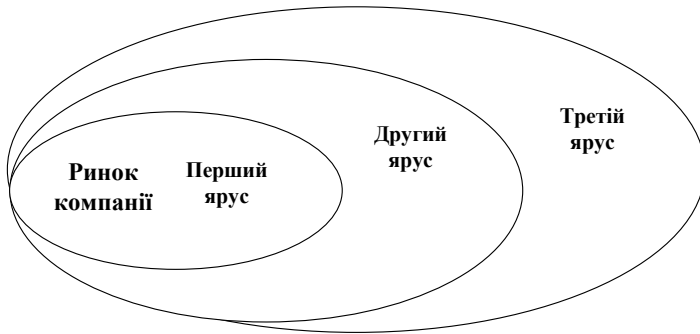 Ринок
компанії
Перший
ярус
Другий
ярус
Третій
ярус